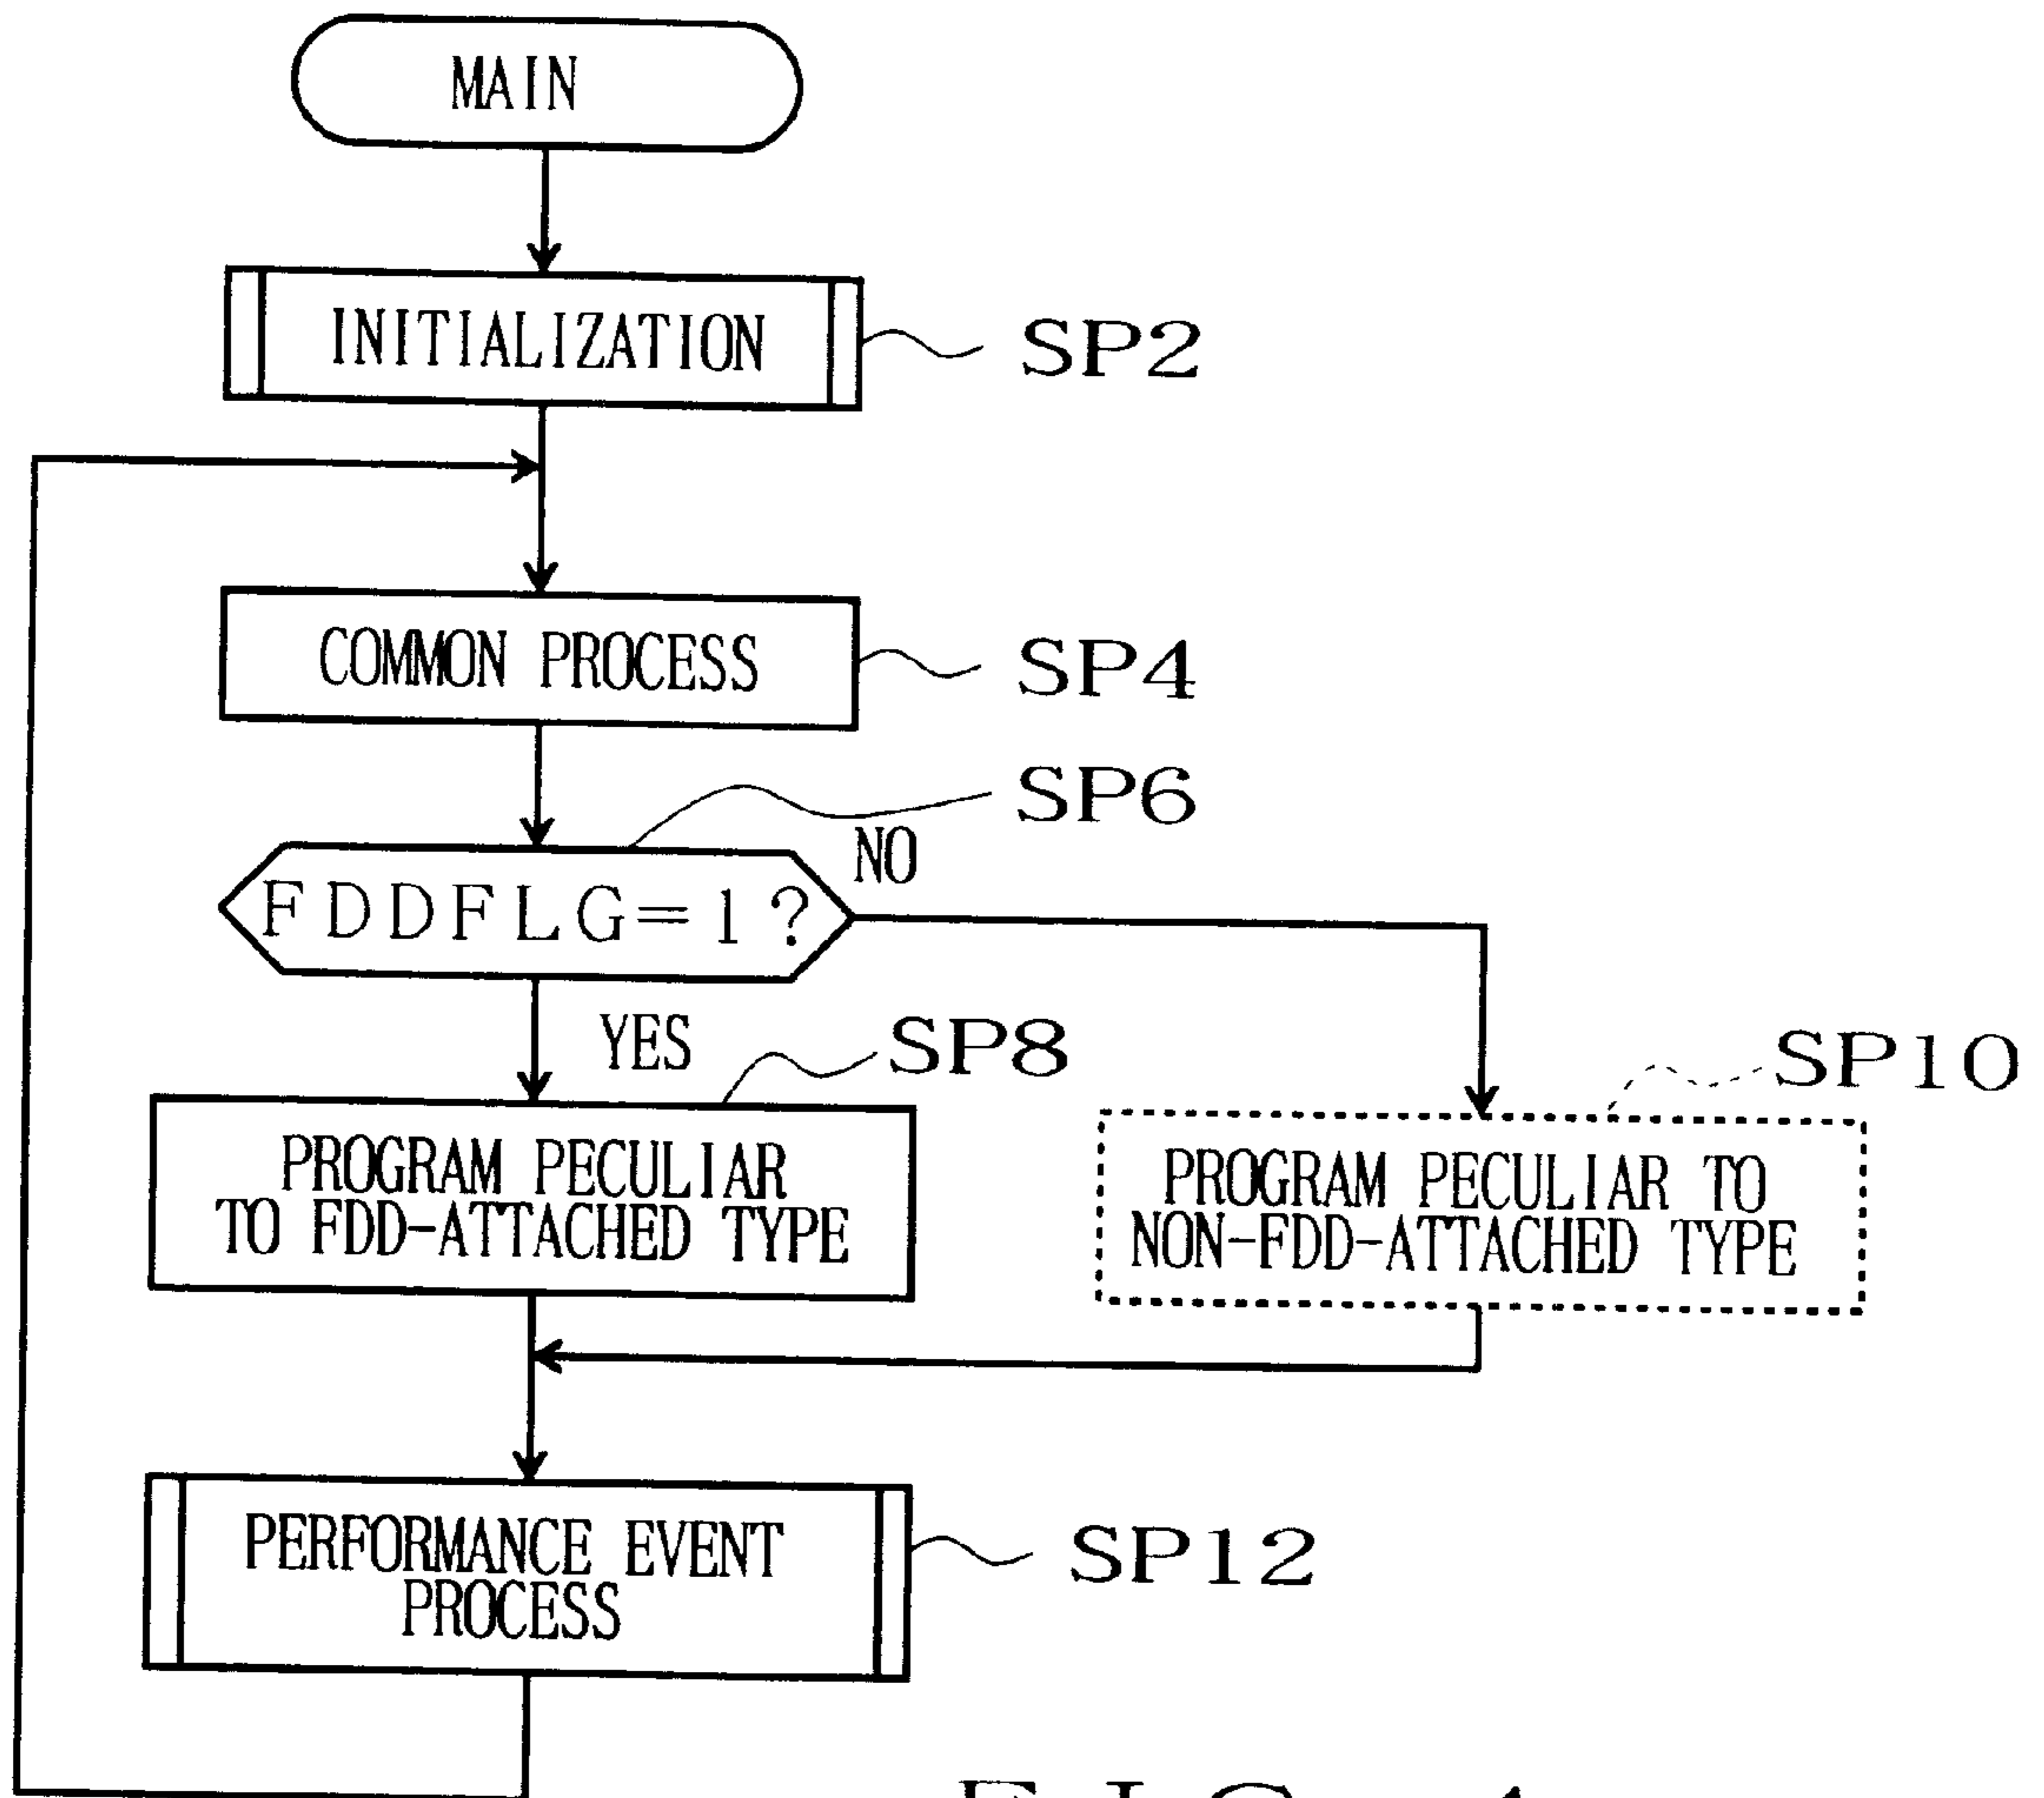 MAIN
INITIALIZATION
SP2
COMMON PROCESS
SP4
SP6
NO
FDDFLG=1?
YES
SP8
SP10
PROGRAM PECULIAR
TO FDD-ATTACHED TYPE
PROGRAM PECULIAR TO
NON-FDD-ATTACHED TYPE
PERFORMANCE EVENT
PROCESS
SP12